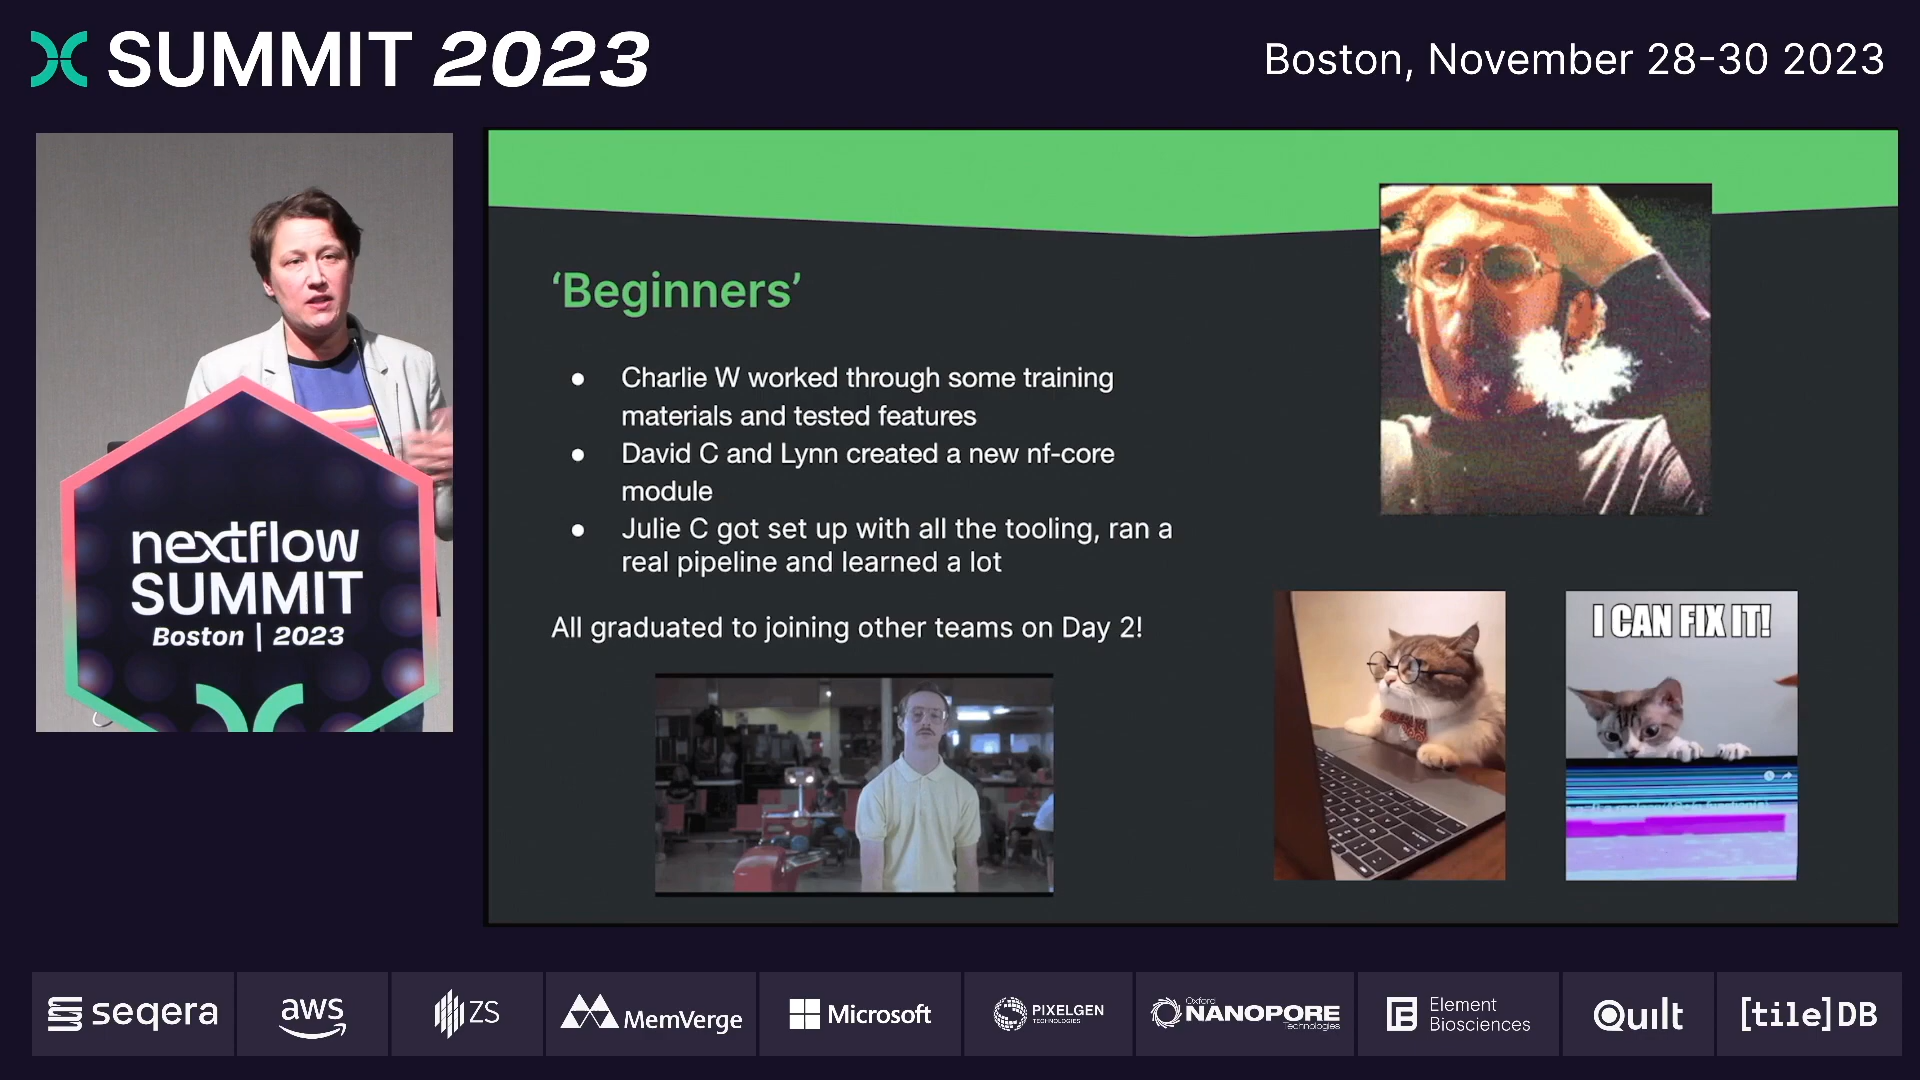 SUMMIT 2023
Boston, November 28-30 2023
nextflow
SUMMIT
Boston | 2023
‘Beginners’
● Charlie W worked through some training
materials and tested features
● David C and Lynn created a new nf-core
module
● Julie C got set up with all the tooling, ran a
real pipeline and learned a lot
All graduated to joining other teams on Day 2!
I CAN FIX IT!
seqera
aws
ZS
MemVerge
Microsoft
PIXELGEN
TECHNOLOGIES
Oxford
NANOPORE
Technologies
Element
Biosciences
Quilt
[tile]DB